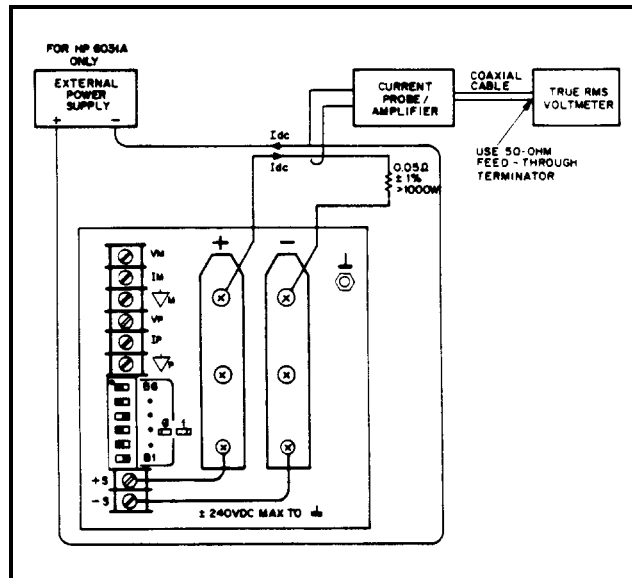 FOR HP 6031A
ONLY
EXTERNAL
POWER
SUPPLY
+ −
CURRENT
PROBE/
AMPLIFIER
COAXIAL
CABLE
TRUE RMS
VOLTMETER
USE 50-OHM
FEED-THROUGH
TERMINATOR
Idc
Idc
0.05Ω
± 1%
>1000W
+ −
VM
IM
M
VP
IP
P
B6
0 1
B1
+S
−S
± 240VDC MAX TO